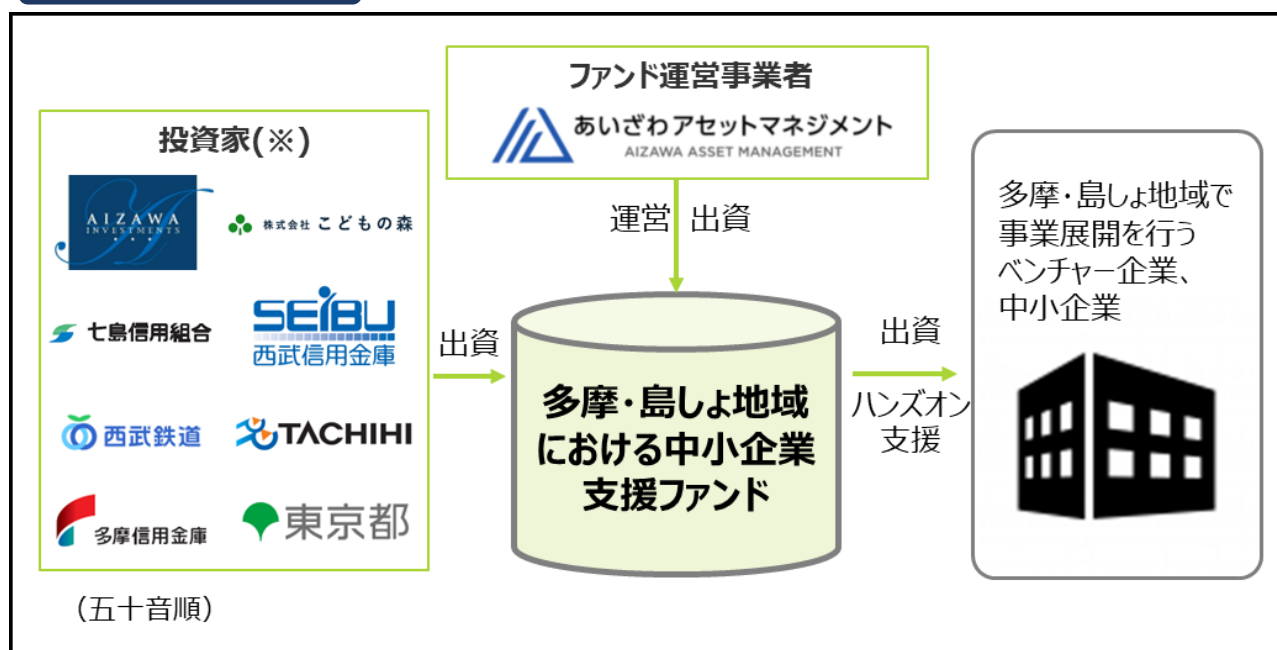 ファンド運営事業者
あいざわアセットマネジメント
AIZAWA ASSET MANAGEMENT
投資家(※)
AIZAWA
INVESTMENTS
株式会社 こどもの森
七島信用組合
SEIBU
西武信用金庫
西武鉄道
TACHIHI
多摩信用金庫
東京都
(五十音順)
出資
運営 出資
多摩・島しょ地域
における中小企業
支援ファンド
出資
ハンズオン
支援
多摩・島しょ地域で
事業展開を行う
ベンチャー企業、
中小企業